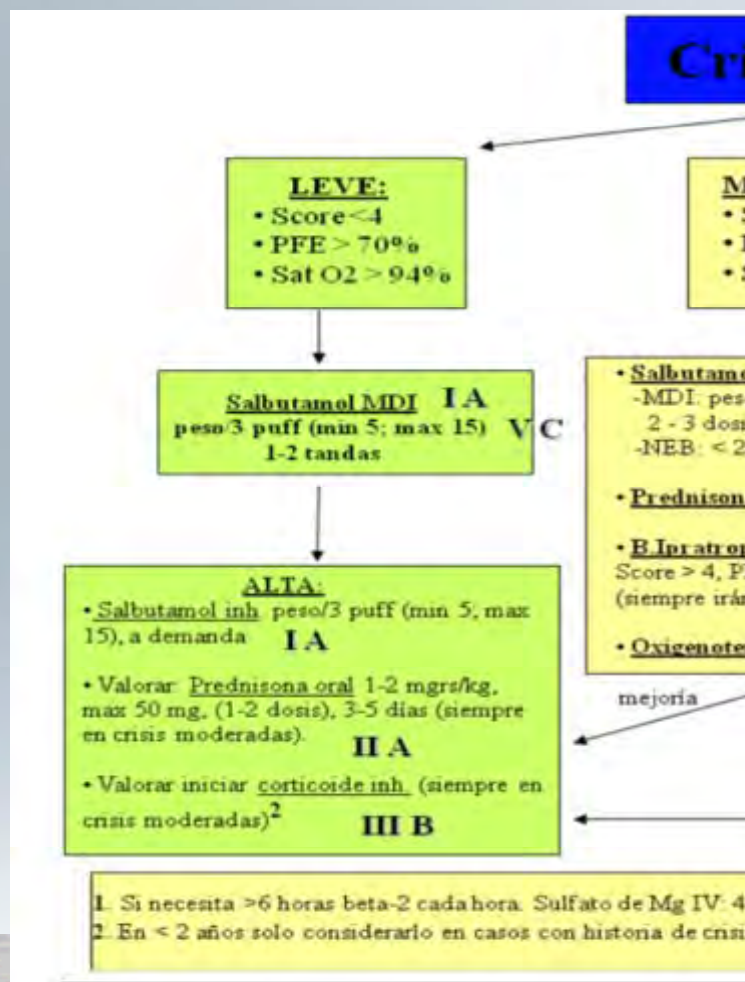 Cri
LEVE:
• Score<4
• PFE > 70%
• Sat O2 > 94%
M
•
•
•
Salbutamol MDI I A
peso/3 puff (min 5; max 15) V C
1-2 tandas
• Salbutamo
-MDI: pes
2 - 3 dosi
-NEB: < 2
• Prednison
• B.Ipratrop
Score > 4, P
(siempre irán
• Oxigenote
mejoría
ALTA:
• Salbutamol inh peso/3 puff (min 5; max
15), a demanda I A
• Valorar Prednisona oral 1-2 mgrs/kg,
max 50 mg, (1-2 dosis), 3-5 días (siempre
en crisis moderadas). II A
• Valorar iniciar corticoide inh. (siempre en
crisis moderadas)2 III B
1. Si necesita >6 horas beta-2 cada hora. Sulfato de Mg IV: 4
2. En < 2 años solo considerarlo en casos con historia de crisi